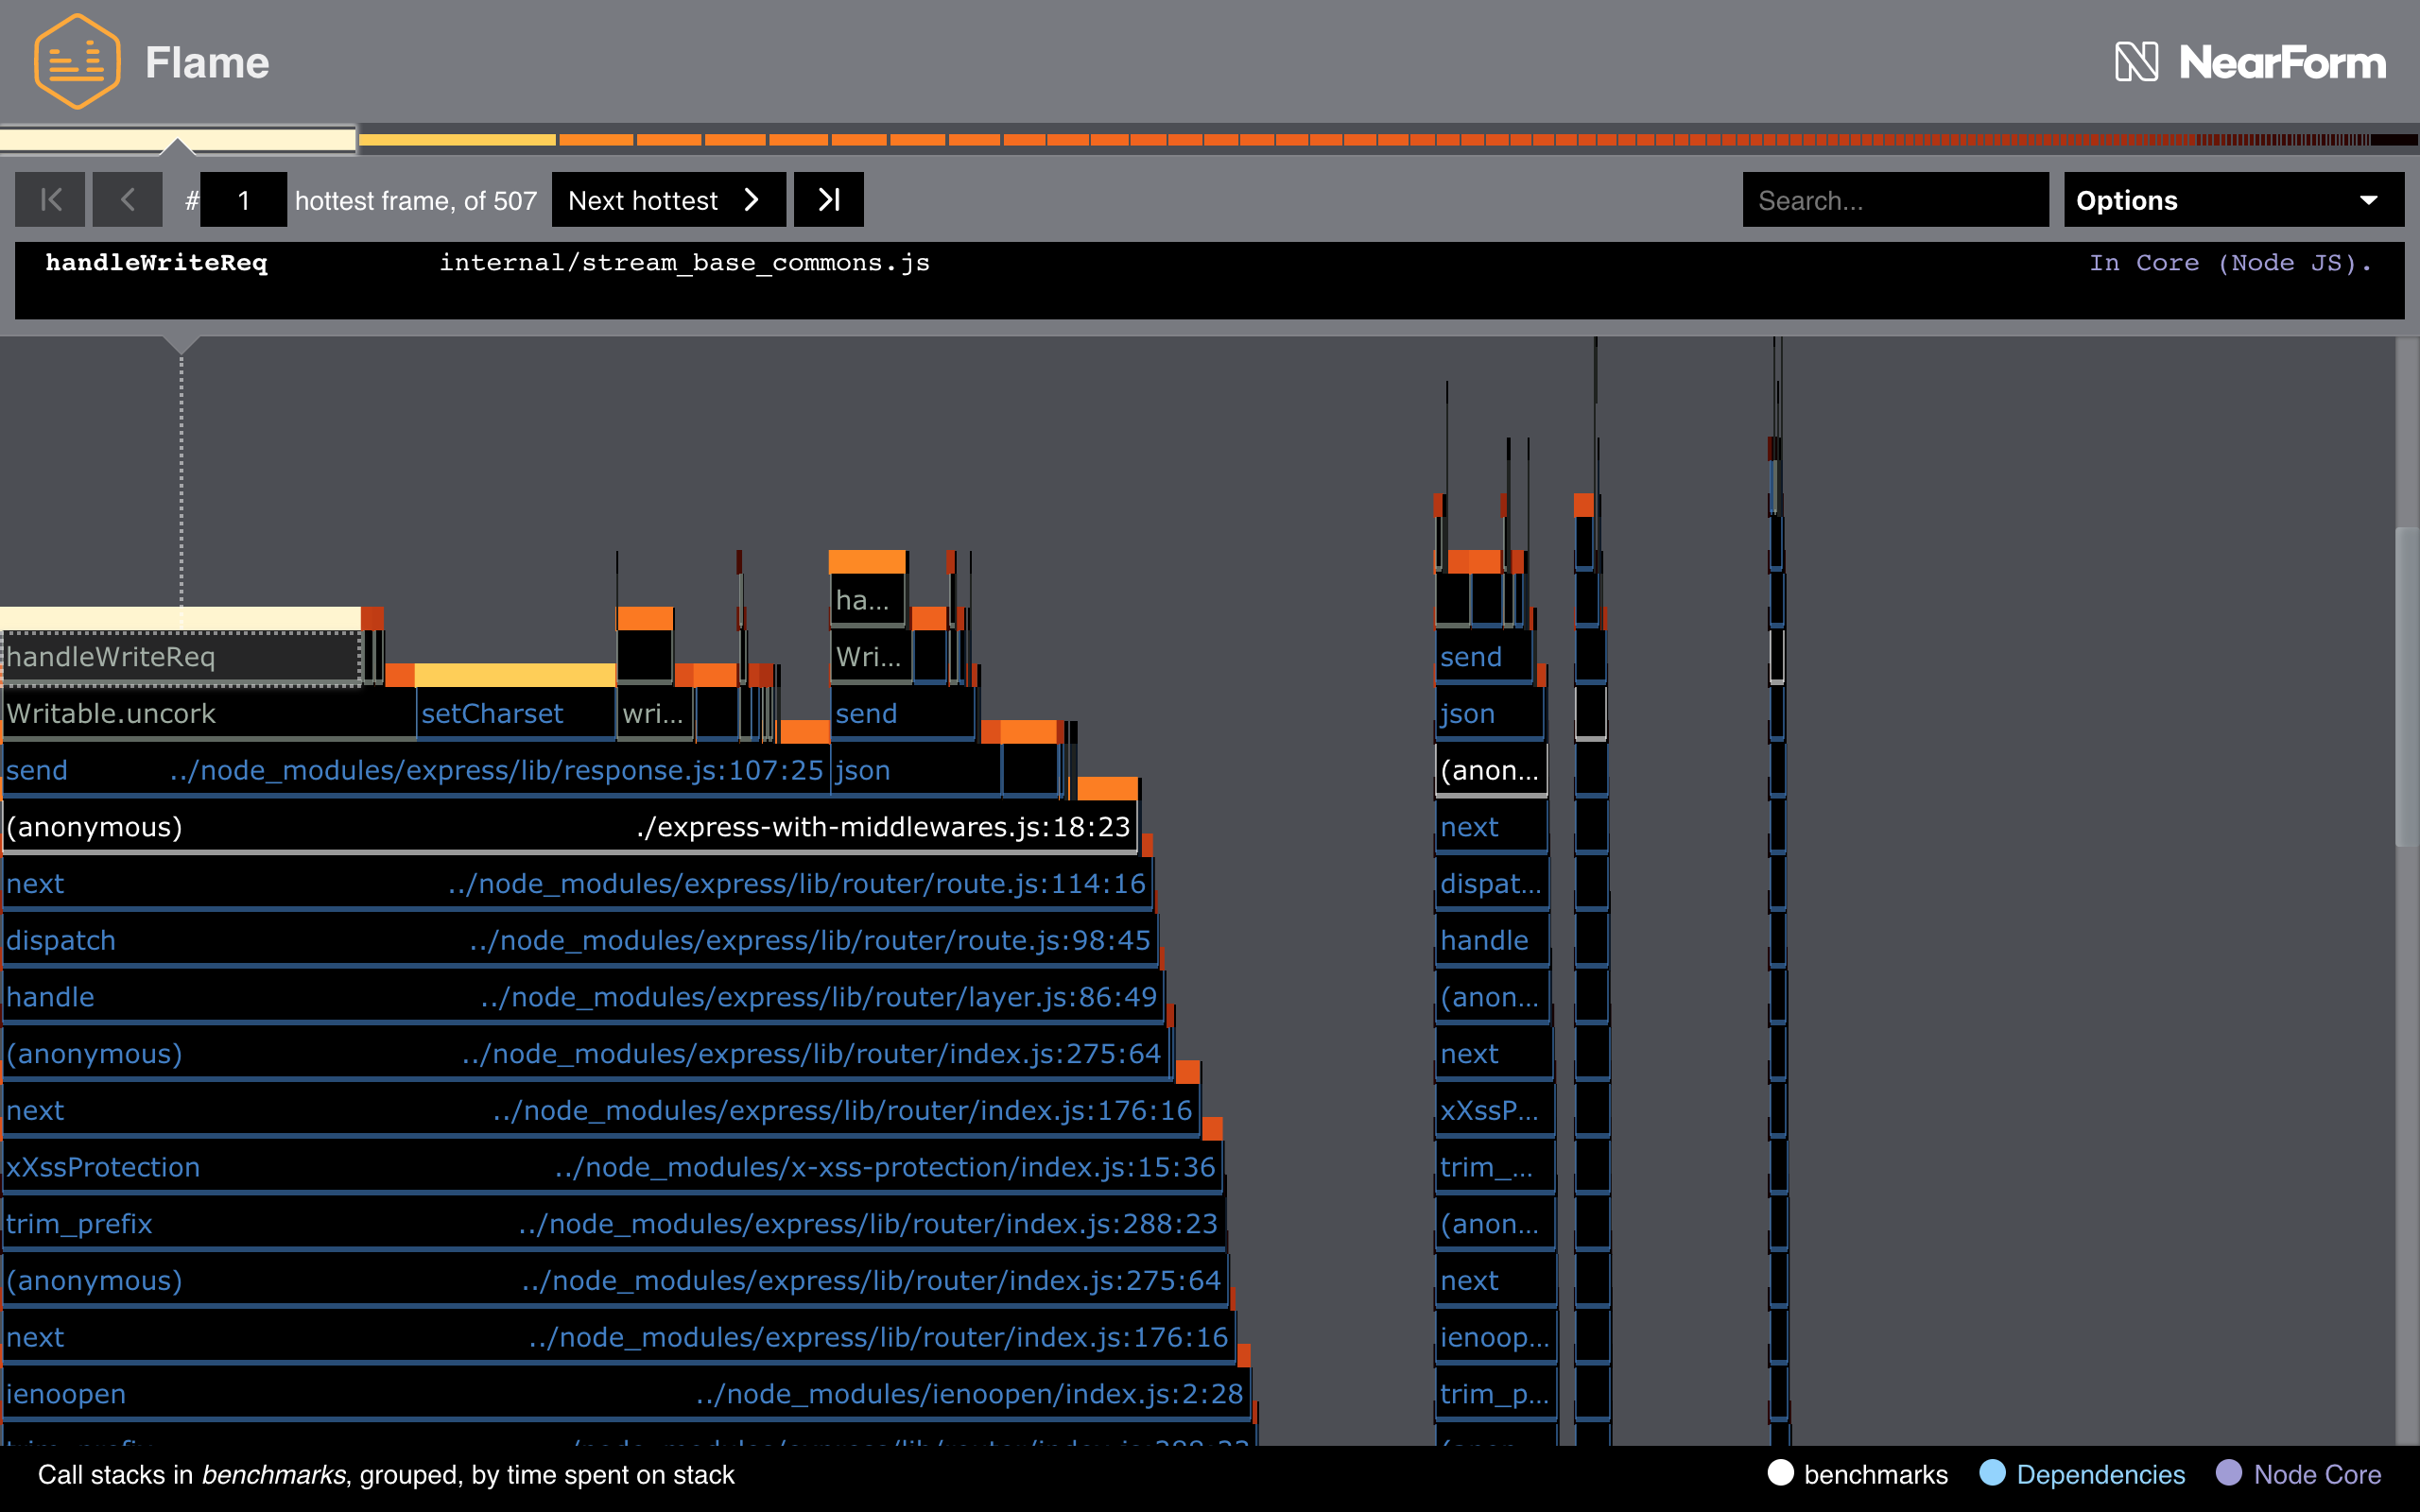 Flame
NearForm
# 1 hottest frame, of 507 Next hottest
Search...
Options
handleWriteReq internal/stream_base_commons.js In Core (Node JS).
ha...
handleWriteReq Wri... send
Writable.uncork setCharset wri... send json
send ../node_modules/express/lib/response.js:107:25 json (anon...
(anonymous) ./express-with-middlewares.js:18:23 next
next ../node_modules/express/lib/router/route.js:114:16 dispat...
dispatch ../node_modules/express/lib/router/route.js:98:45 handle
handle ../node_modules/express/lib/router/layer.js:86:49 (anon...
(anonymous) ../node_modules/express/lib/router/index.js:275:64 next
next ../node_modules/express/lib/router/index.js:176:16 xXssP...
xXssProtection ../node_modules/x-xss-protection/index.js:15:36 trim_...
trim_prefix ../node_modules/express/lib/router/index.js:288:23 (anon...
(anonymous) ../node_modules/express/lib/router/index.js:275:64 next
next ../node_modules/express/lib/router/index.js:176:16 ienoop...
ienoopen ../node_modules/ienoopen/index.js:2:28 trim_p...
Call stacks in benchmarks, grouped, by time spent on stack
benchmarks Dependencies Node Core